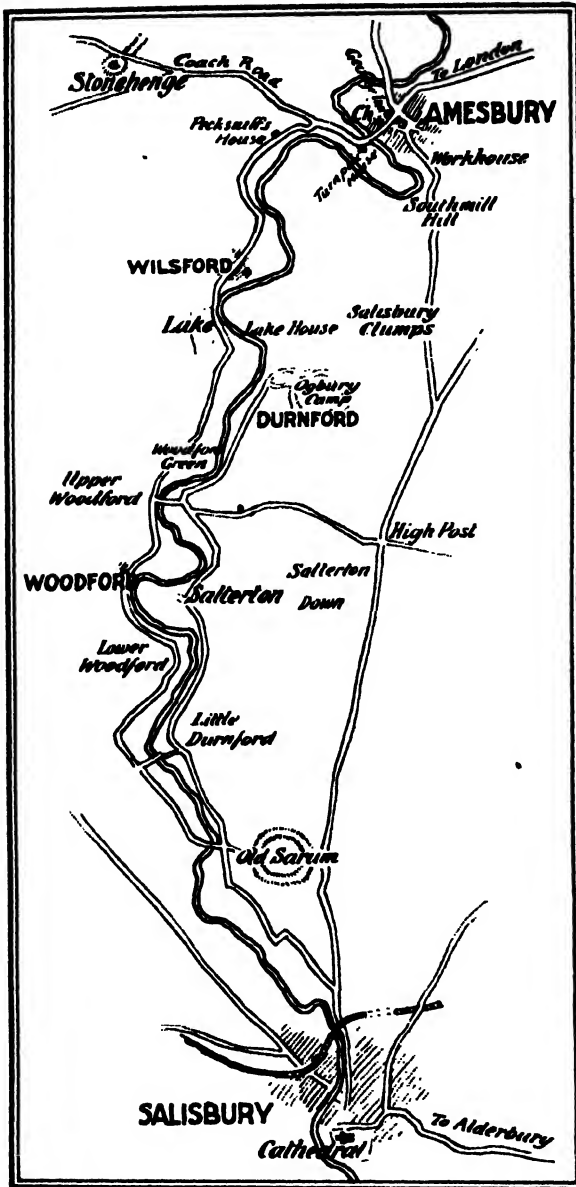 Coach Road
Stonehenge
To London
Ch.
AMESBURY
Pecksniff's
House
Workhouse
Southmill
Hill
WILSFORD
Lake
Lake House
Salisbury
Clumps
Ogbury
Camp
DURNFORD
Woodford
Green
Upper
Woodford
High Post
WOODFORD
Salterton
Salterton
Down
Lower
Woodford
Little
Durnford
Old Sarum
SALISBURY
Cathedral
To Alderbury